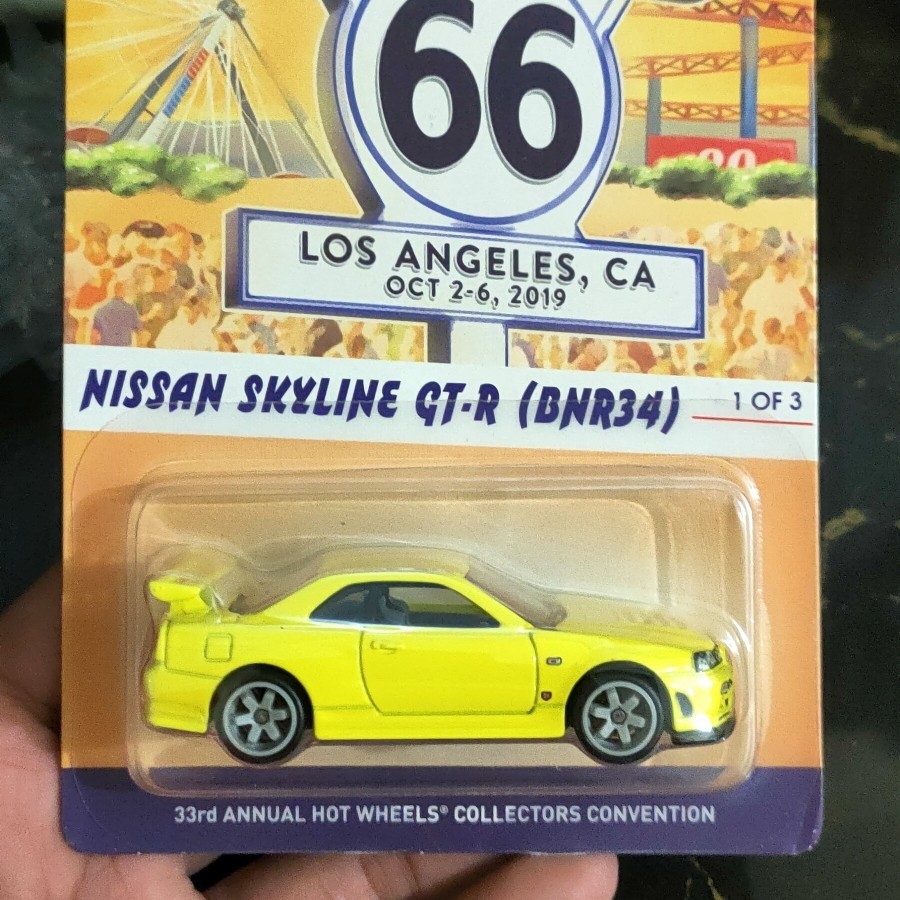 66
LOS ANGELES, CA
OCT 2-6, 2019
NISSAN SKYLINE GT-R (BNR34)
1 OF 3
33rd ANNUAL HOT WHEELS® COLLECTORS CONVENTION